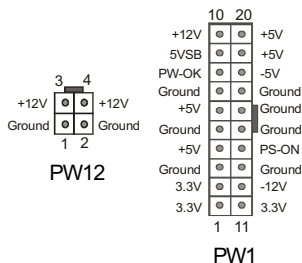 10 20
+12V +5V
5VSB +5V
PW-OK -5V
Ground Ground
+5V Ground
Ground Ground
+5V PS-ON
Ground Ground
3.3V -12V
3.3V 3.3V
1 11
PW1
3 4
+12V +12V
Ground Ground
1 2
PW12